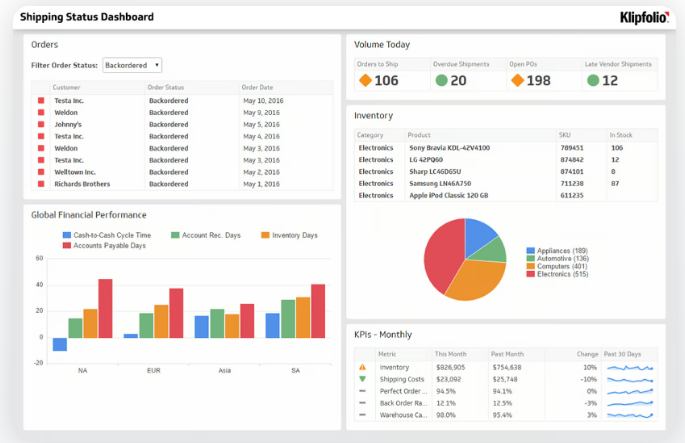 Shipping Status Dashboard
Klipfolio
Orders
Filter Order Status: Backordered
Customer Order Status Order Date
Testa Inc. Backordered May 10, 2016
Weldon Backordered May 9, 2016
Johnny's Backordered May 5, 2016
Testa Inc. Backordered May 4, 2016
Weldon Backordered May 3, 2016
Testa Inc. Backordered May 3, 2016
Welltown Inc. Backordered May 2, 2016
Richards Brothers Backordered May 1, 2016
Global Financial Performance
Cash-to-Cash Cycle Time Account Rec. Days Inventory Days
Accounts Payable Days
60
40
20
0
-20
NA EUR Asia SA
Volume Today
Orders to Ship Overdue Shipments Open POs Late Vendor Shipments
106 20 198 12
Inventory
Category Product SKU In Stock
Electronics Sony Bravia KDL-42V4100 789451 106
Electronics LG 42PQ60 874842 12
Electronics Sharp LC46D65U 874101 0
Electronics Samsung LN46A750 711238 87
Electronics Apple iPod Classic 120 GB 611235
Appliances (189)
Automotive (136)
Computers (401)
Electronics (515)
KPIs - Monthly
Metric This Month Past Month Change Past 30 Days
Inventory $826,905 $754,638 10%
Shipping Costs $23,092 $25,748 -10%
Perfect Order ... 94.5% 94.1% 0%
Back Order Ra... 12.1% 12.5% -3%
Warehouse Ca... 98.0% 95.4% 3%